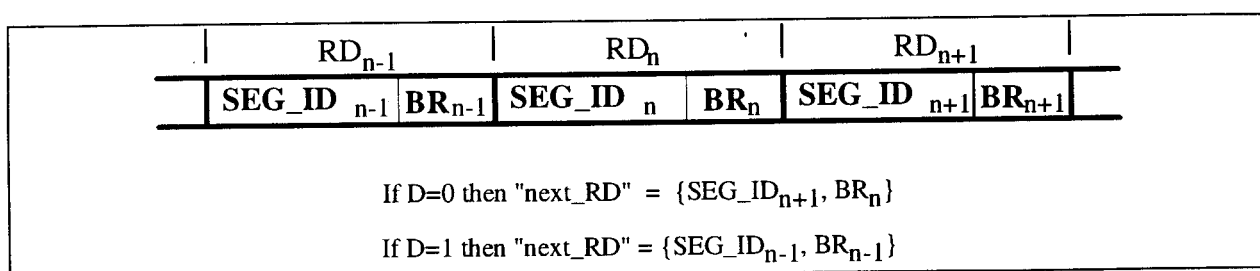 RDn-1 RDn RDn+1
SEG_ID n-1 BRn-1 SEG_ID n BRn SEG_ID n+1 BRn+1
If D=0 then "next_RD" = {SEG_IDn+1, BRn}
If D=1 then "next_RD" = {SEG_IDn-1, BRn-1}